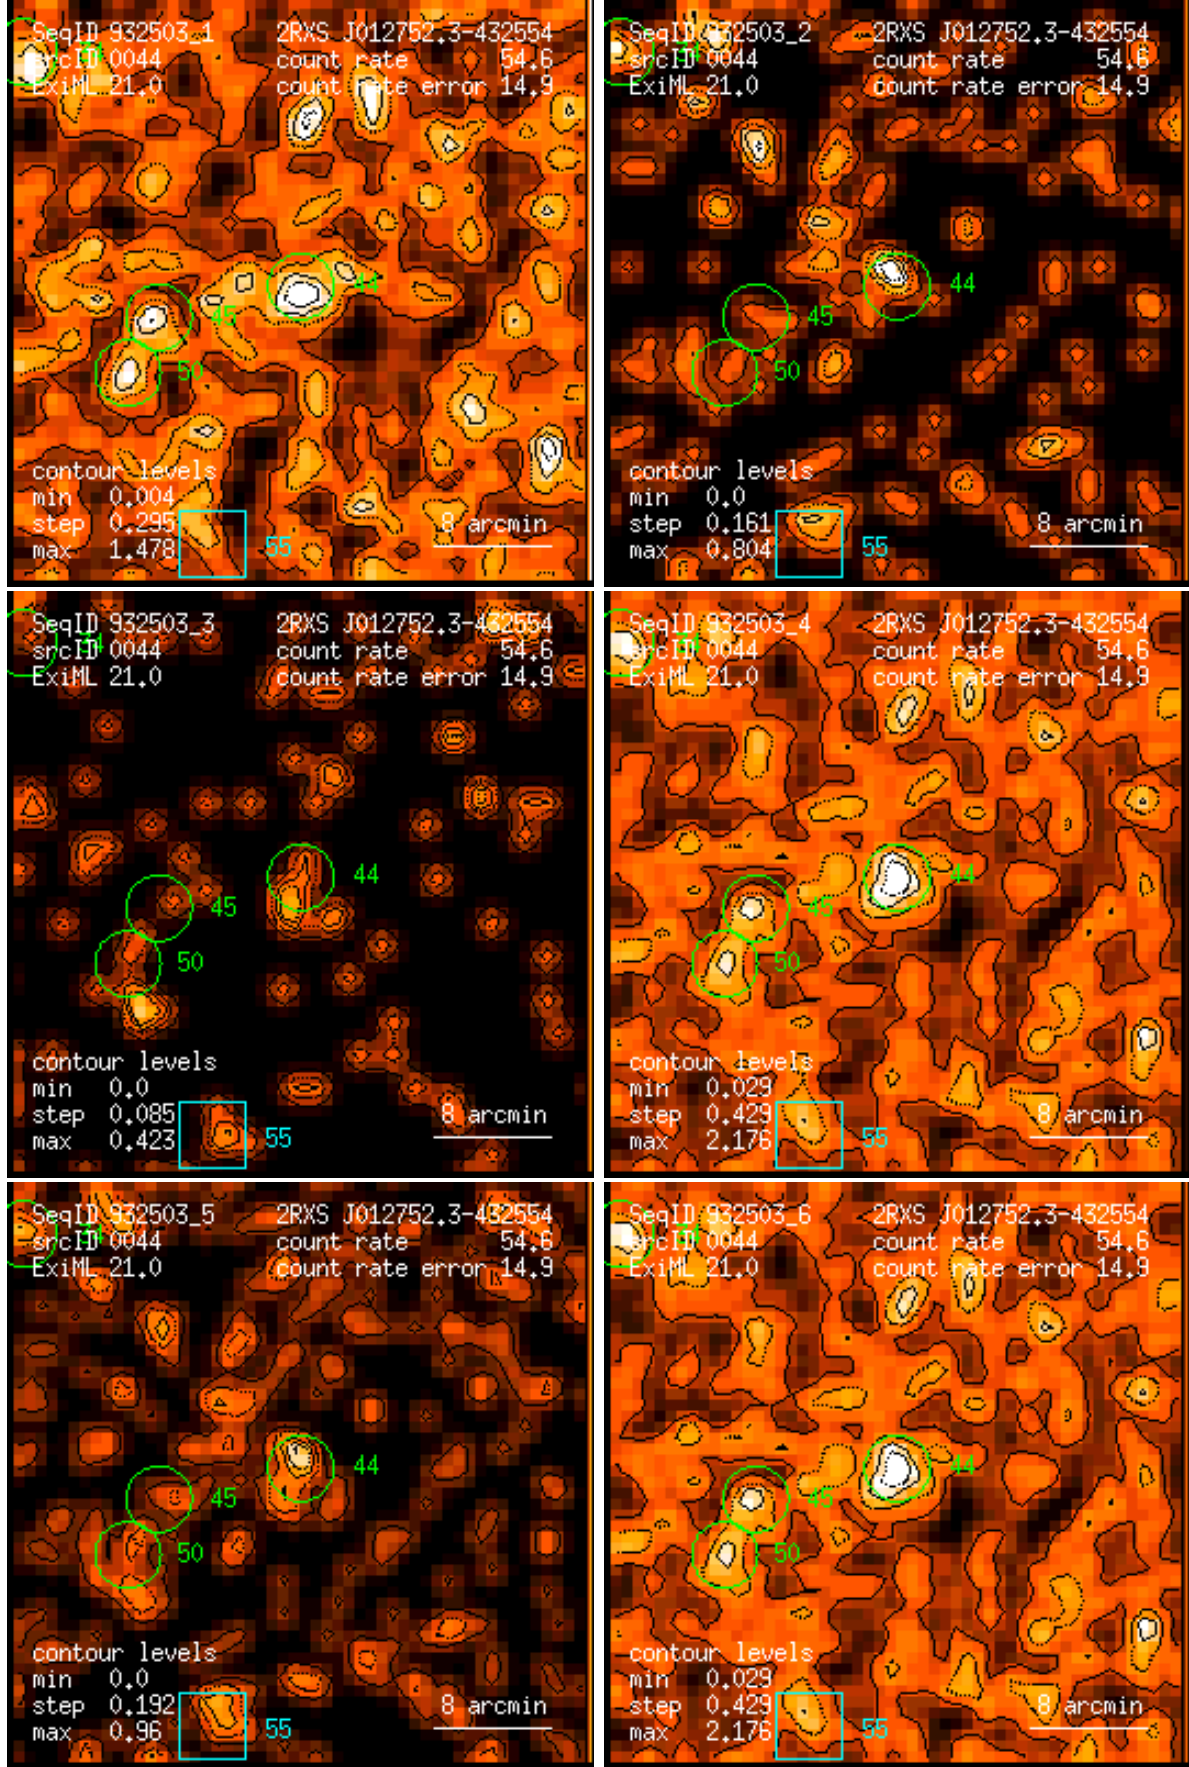 SeqID 932503_1 2RXS J012752.3-432554
srcID 0044 count rate 54.6
ExiML 21.0 count rate error 14.9
44
45
50
contour levels
min 0.004
step 0.295 8 arcmin
max 1.478 55
SeqID 932503_2 2RXS J012752.3-432554
srcID 0044 count rate 54.6
ExiML 21.0 count rate error 14.9
44
45
50
contour levels
min 0.0
step 0.161 8 arcmin
max 0.804 55
SeqID 932503_3 2RXS J012752.3-432554
srcID 0044 count rate 54.6
ExiML 21.0 count rate error 14.9
44
45
50
contour levels
min 0.0
step 0.085 8 arcmin
max 0.423 55
SeqID 932503_4 2RXS J012752.3-432554
srcID 0044 count rate 54.6
ExiML 21.0 count rate error 14.9
44
45
50
contour levels
min 0.029
step 0.429 8 arcmin
max 2.176 55
SeqID 932503_5 2RXS J012752.3-432554
srcID 0044 count rate 54.6
ExiML 21.0 count rate error 14.9
44
45
50
contour levels
min 0.0
step 0.192 8 arcmin
max 0.96 55
SeqID 932503_6 2RXS J012752.3-432554
srcID 0044 count rate 54.6
ExiML 21.0 count rate error 14.9
44
45
50
contour levels
min 0.029
step 0.429 8 arcmin
max 2.176 55